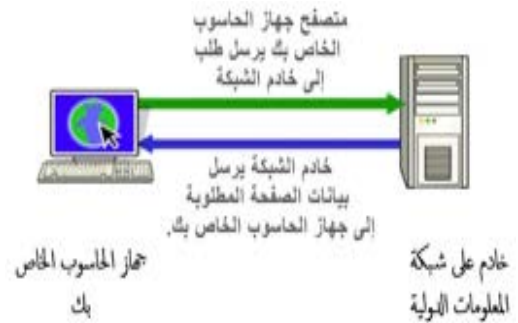 متصفح جهاز الحاسوب
الخاص بك يرسل طلب
إلى خادم الشبكة
خادم الشبكة يرسل
بيانات الصفحة المطلوبة
إلى جهاز الحاسوب الخاص بك.
خادم على شبكة
المعلومات الدولية
جهاز الحاسوب الخاص
بك